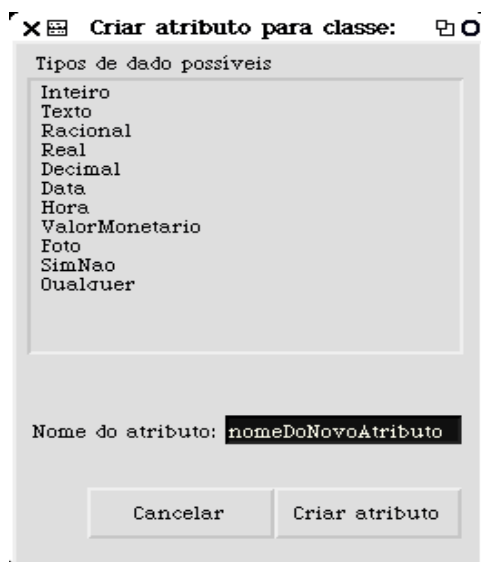 Criar atributo para classe:
Tipos de dado possíveis
Inteiro
Texto
Racional
Real
Decimal
Data
Hora
ValorMonetario
Foto
SimNao
Qualquer
Nome do atributo: nomeDoNovoAtributo
Cancelar Criar atributo